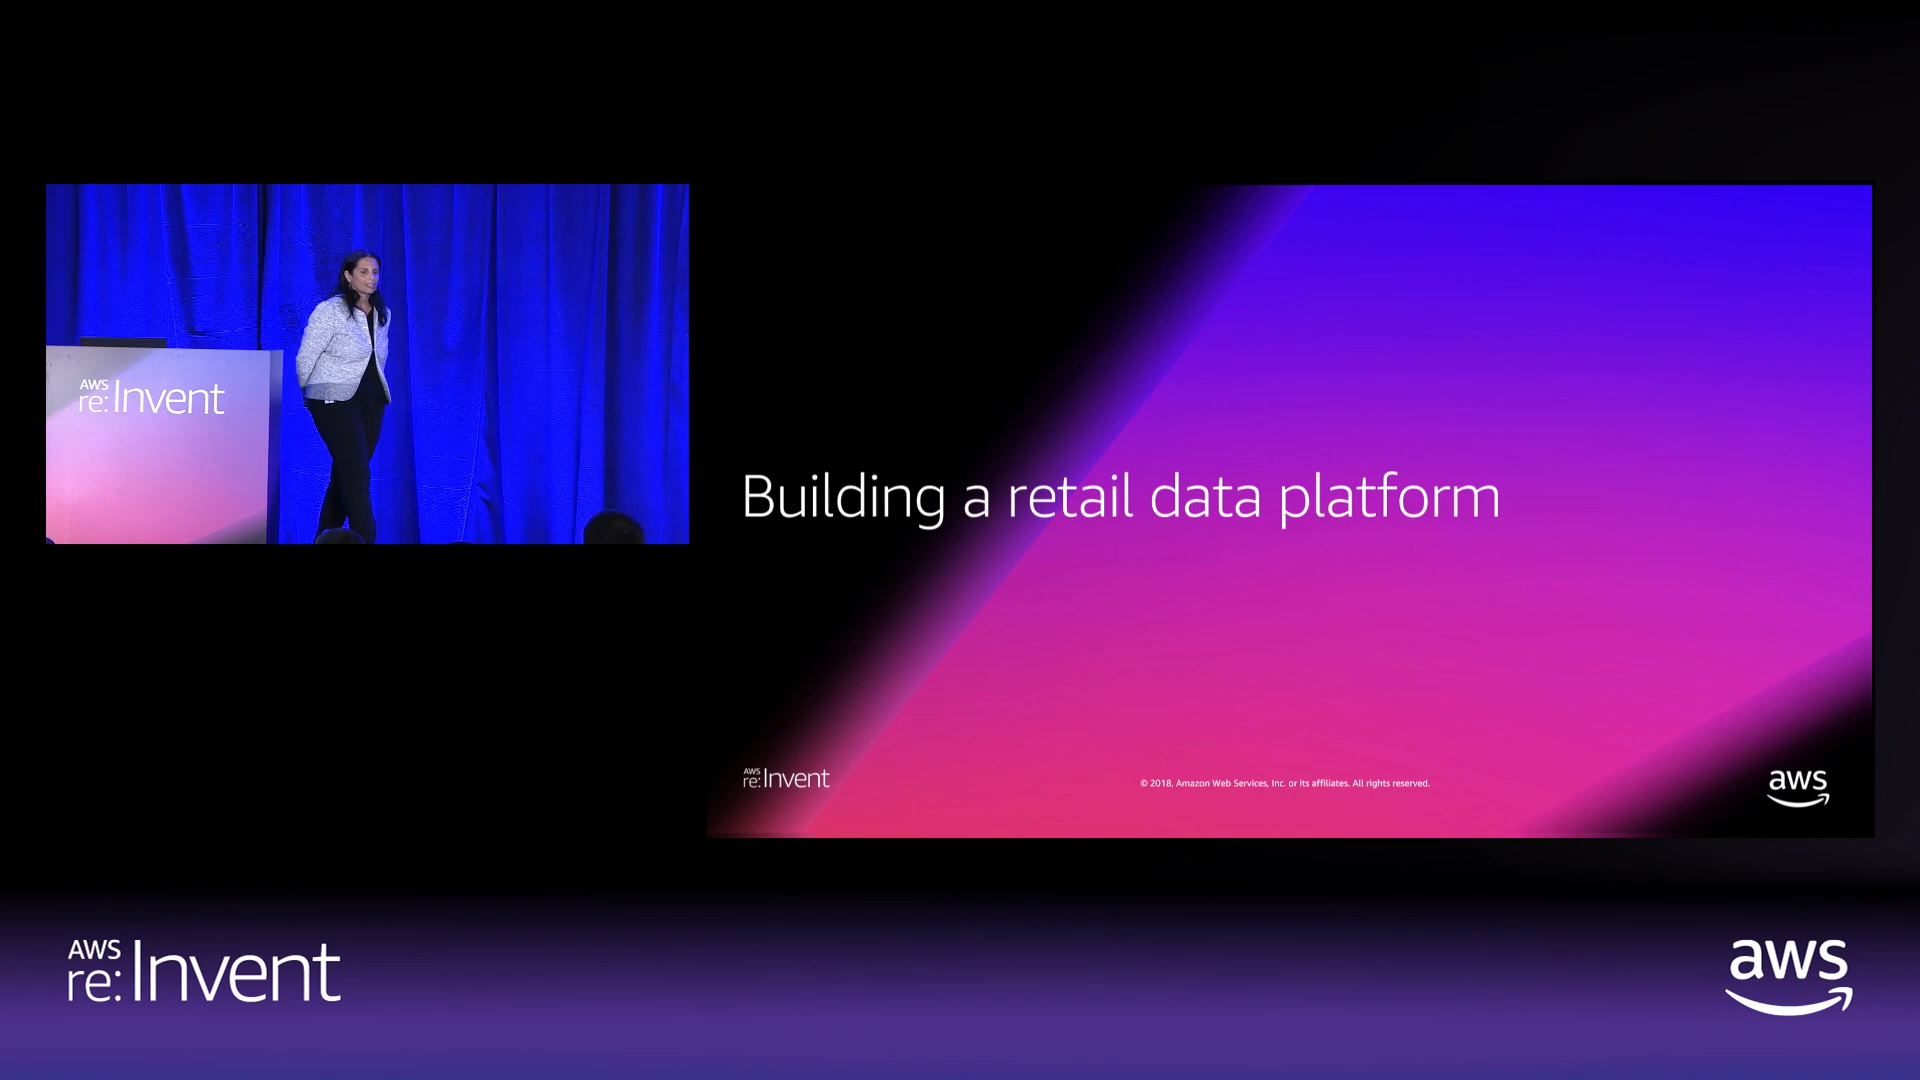 AWS
re:Invent
Building a retail data platform
AWS
re:Invent
© 2018, Amazon Web Services, Inc. or its affiliates. All rights reserved.
aws
AWS
re:Invent
aws